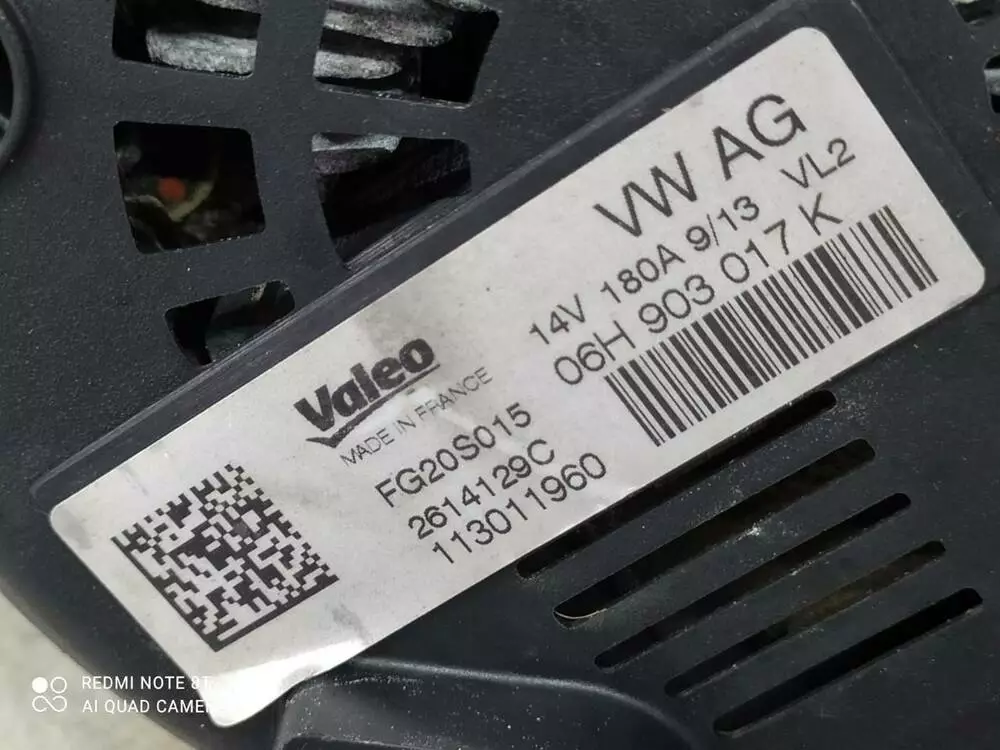 VW AG
14V 180A 9/13 VL2
06H 903 017 K
Valeo
MADE IN FRANCE
FG20S015
2614129C
113011960
REDMI NOTE 8T
AI QUAD CAMERA